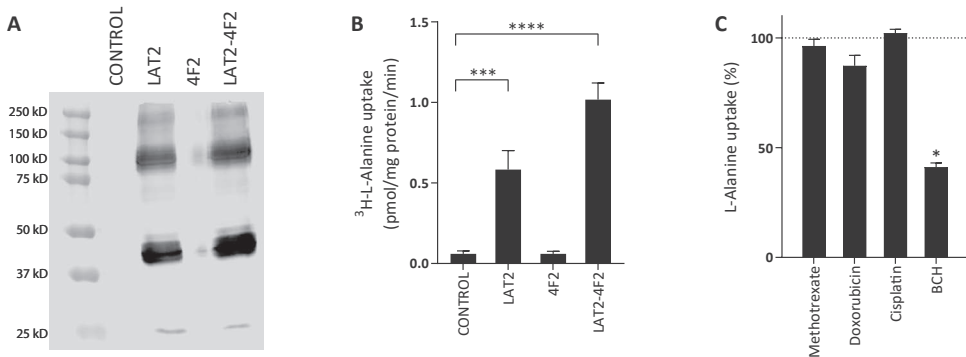 A
CONTROL
LAT2
4F2
LAT2-4F2
250 kD
150 kD
100 kD
75 kD
50 kD
37 kD
25 kD
B
³H-L-Alanine uptake
(pmol/mg protein/min)
1.5
1.0
0.5
0.0
****
***
CONTROL
LAT2
4F2
LAT2-4F2
C
L-Alanine uptake (%)
100
50
0
*
Methotrexate
Doxorubicin
Cisplatin
BCH